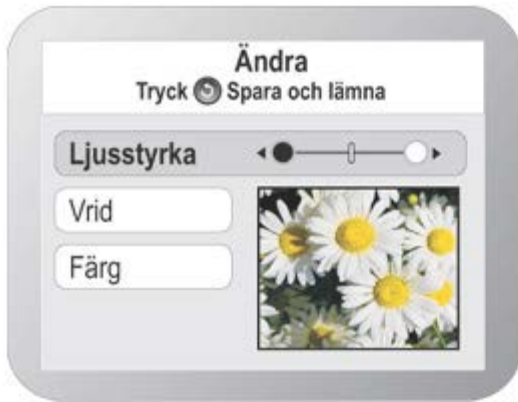 Ändra
Tryck Spara och lämna
Ljusstyrka
Vrid
Färg